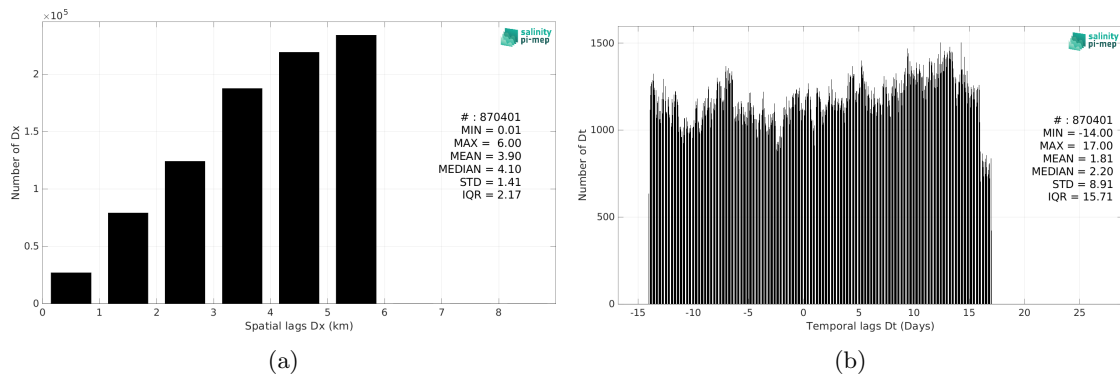 ×10⁵
salinity
pi-mep
2
1.5
1
0.5
0
Number of Dx
# : 870401
MIN = 0.01
MAX = 6.00
MEAN = 3.90
MEDIAN = 4.10
STD = 1.41
IQR = 2.17
0 1 2 3 4 5 6 7 8
Spatial lags Dx (km)
(a)
salinity
pi-mep
1500
1000
500
0
Number of Dt
# : 870401
MIN = -14.00
MAX = 17.00
MEAN = 1.81
MEDIAN = 2.20
STD = 8.91
IQR = 15.71
-15 -10 -5 0 5 10 15 20 25
Temporal lags Dt (Days)
(b)